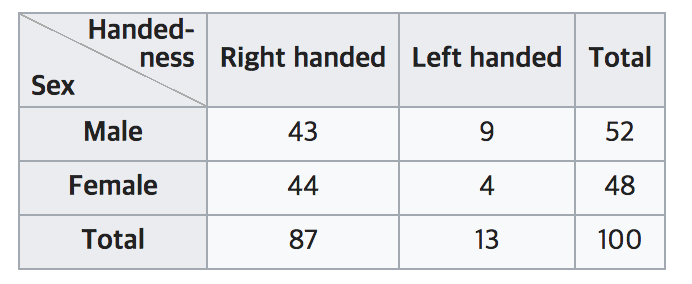 Handed-
ness
Sex
Right handed
Left handed
Total
Male 43 9 52
Female 44 4 48
Total 87 13 100